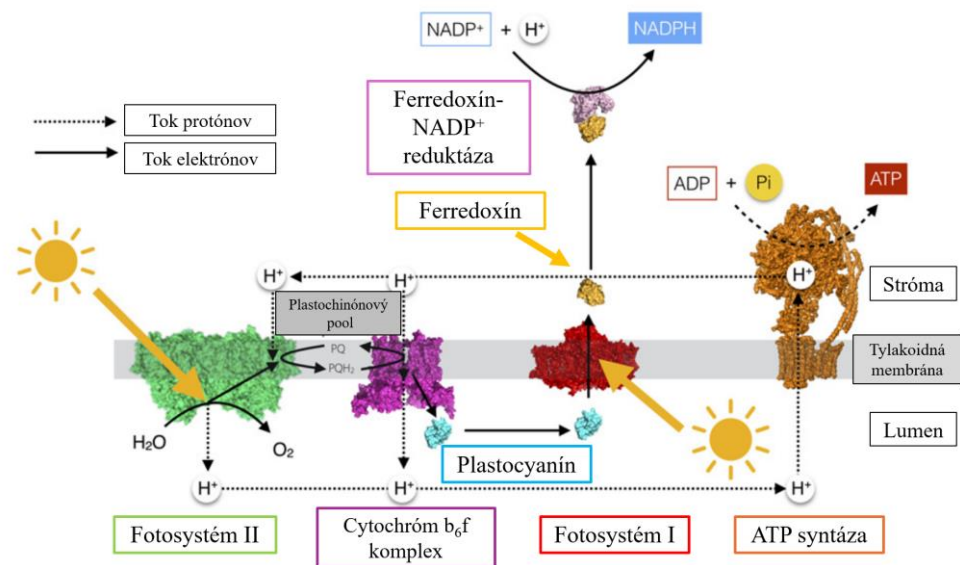 NADP⁺ + H⁺ NADPH
Ferredoxín-
NADP⁺
reduktáza
Tok protónov
Tok elektrónov
ADP + Pi ATP
Ferredoxín
H⁺ H⁺ H⁺
Stróma
Plastochinónový
pool
PQ
PQH₂
Tylakoidná
membrána
H₂O O₂
Lumen
Plastocyanín
H⁺ H⁺ H⁺
Fotosystém II
Cytochróm b₆f
komplex
Fotosystém I
ATP syntáza